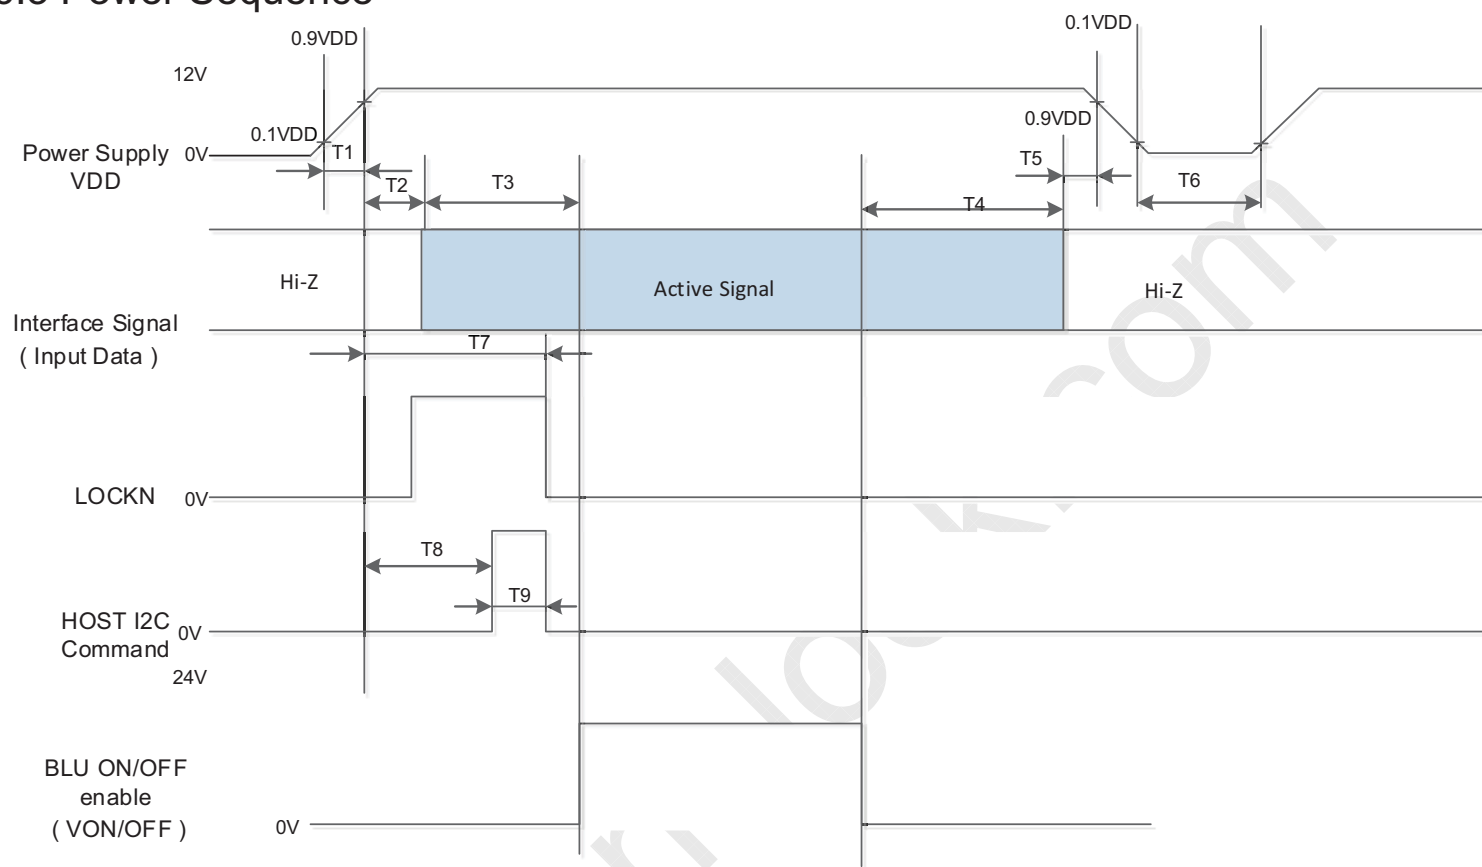 Power Sequence
0.1VDD
0.9VDD
12V
0.9VDD
0.1VDD
Power Supply 0V
VDD
T1
T5
T2
T3
T6
T4
Hi-Z
Active Signal
Hi-Z
Interface Signal
( Input Data )
T7
LOCKN 0V
T8
T9
HOST I2C
Command
0V
24V
BLU ON/OFF
enable
( VON/OFF )
0V